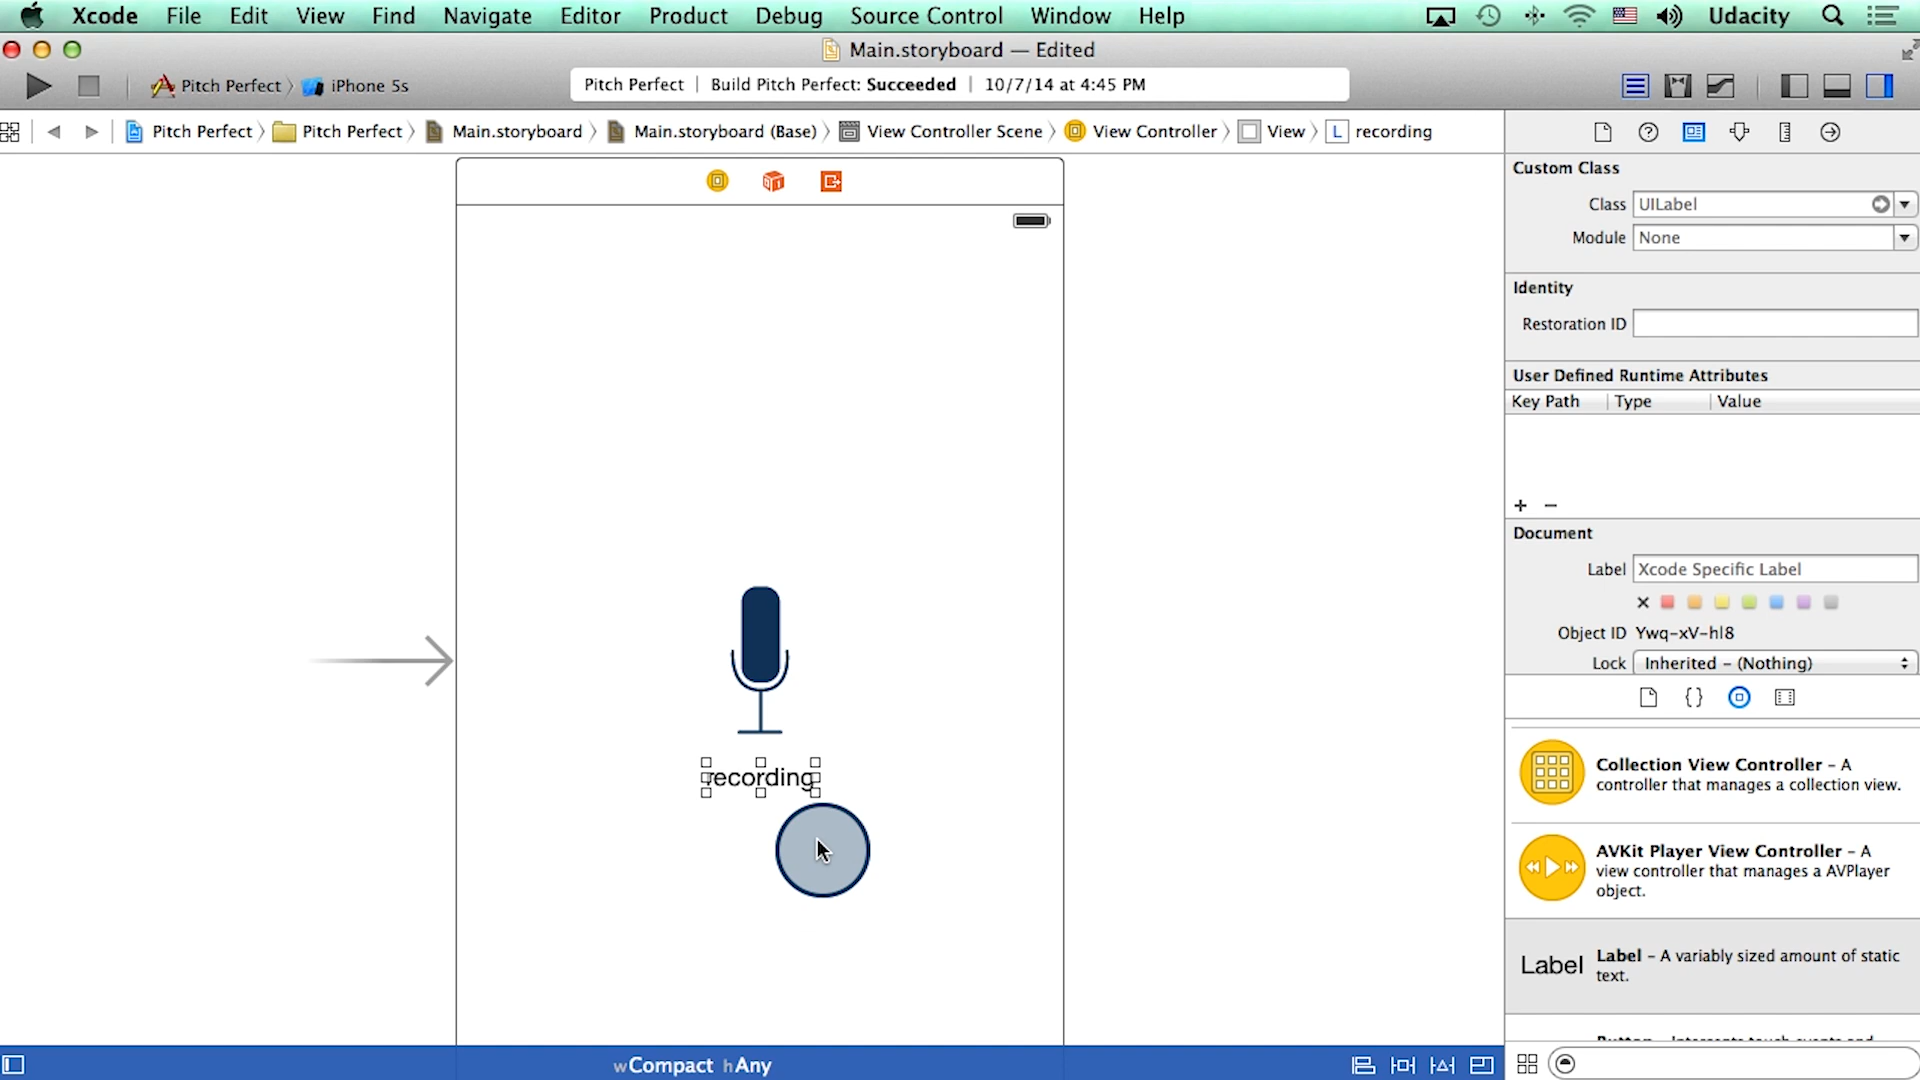 Xcode File Edit View Find Navigate Editor Product Debug Source Control Window Help Udacity
Main.storyboard — Edited
Pitch Perfect iPhone 5s Pitch Perfect | Build Pitch Perfect: Succeeded | 10/7/14 at 4:45 PM
Pitch Perfect Pitch Perfect Main.storyboard Main.storyboard (Base) View Controller Scene View Controller View L recording
Custom Class
Class UILabel
Module None
Identity
Restoration ID
User Defined Runtime Attributes
Key Path Type Value
+ −
Document
Label Xcode Specific Label
Object ID Ywq-xV-hl8
Lock Inherited - (Nothing)
recording
Collection View Controller - A
controller that manages a collection view.
AVKit Player View Controller - A
view controller that manages a AVPlayer
object.
Label
Label - A variably sized amount of static
text.
wCompact hAny